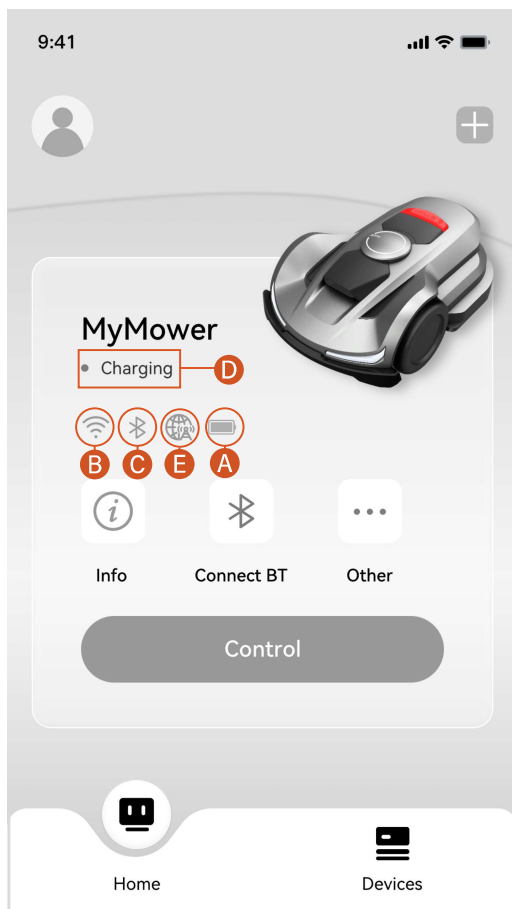 9:41
MyMower
Charging
D
B C E A
Info Connect BT Other
Control
Home Devices